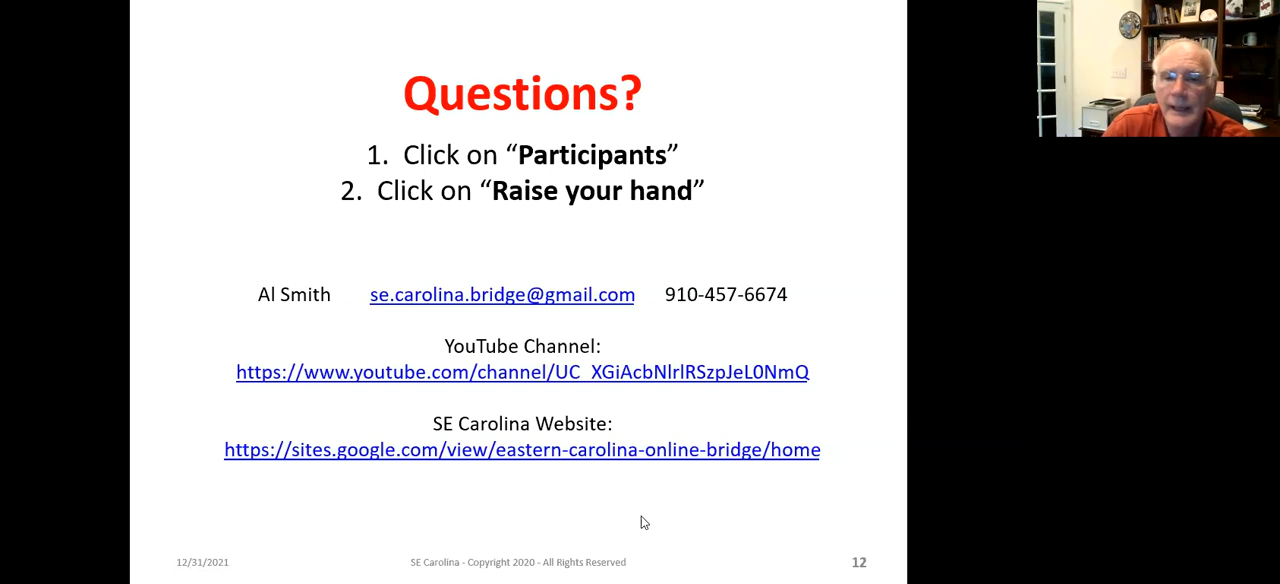 Questions?
1. Click on “Participants”
2. Click on “Raise your hand”
Al Smith se.carolina.bridge@gmail.com 910-457-6674
YouTube Channel:
https://www.youtube.com/channel/UC_XGiAcbNlrlRSzpJeL0NmQ
SE Carolina Website:
https://sites.google.com/view/eastern-carolina-online-bridge/home
12/31/2021 SE Carolina - Copyright 2020 - All Rights Reserved 12